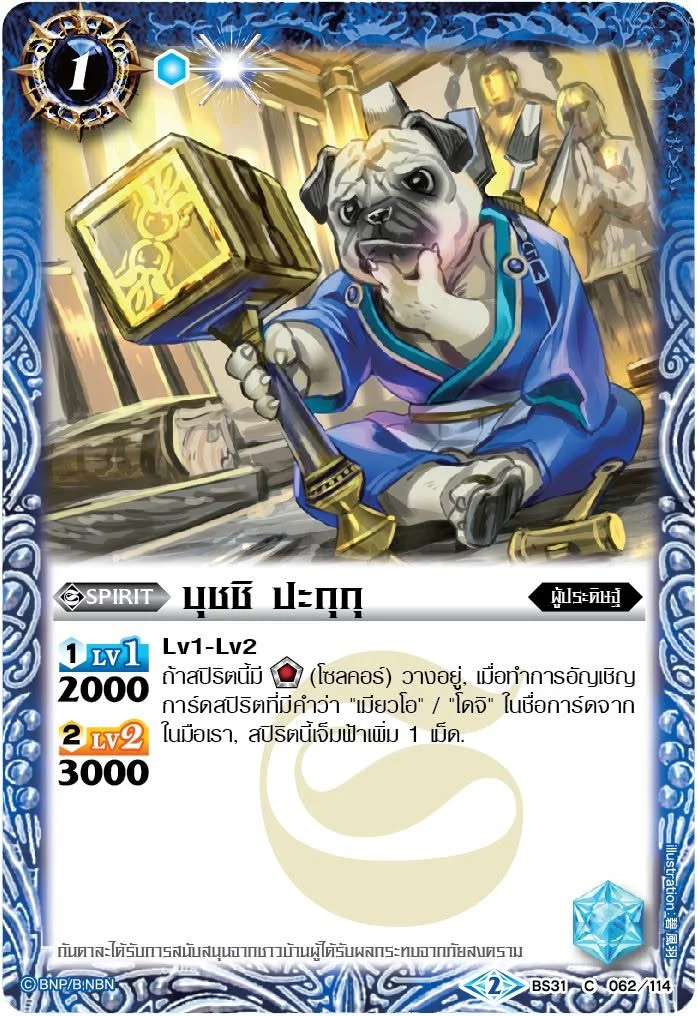 1
SPIRIT
บุชชิ ปะกุกุ
ผู้ประดิษฐ์
1 LV1
2000
2 LV2
3000
Lv1-Lv2
ถ้าสปิริตนี้มี (โซลคอร์) วางอยู่, เมื่อทำการอัญเชิญ
การ์ดสปิริตที่มีคำว่า "เมียวโอ" / "โดจิ" ในชื่อการ์ดจาก
ในมือเรา, สปิริตนี้เจ็มฟ้าเพิ่ม 1 เม็ด.
กันดาละได้รับการสนับสนุนจากชาวบ้านผู้ได้รับผลกระทบจากภัยสงคราม
illustration : 碧 風羽
© BNP/B,NBN
2
BS31 C 062/114